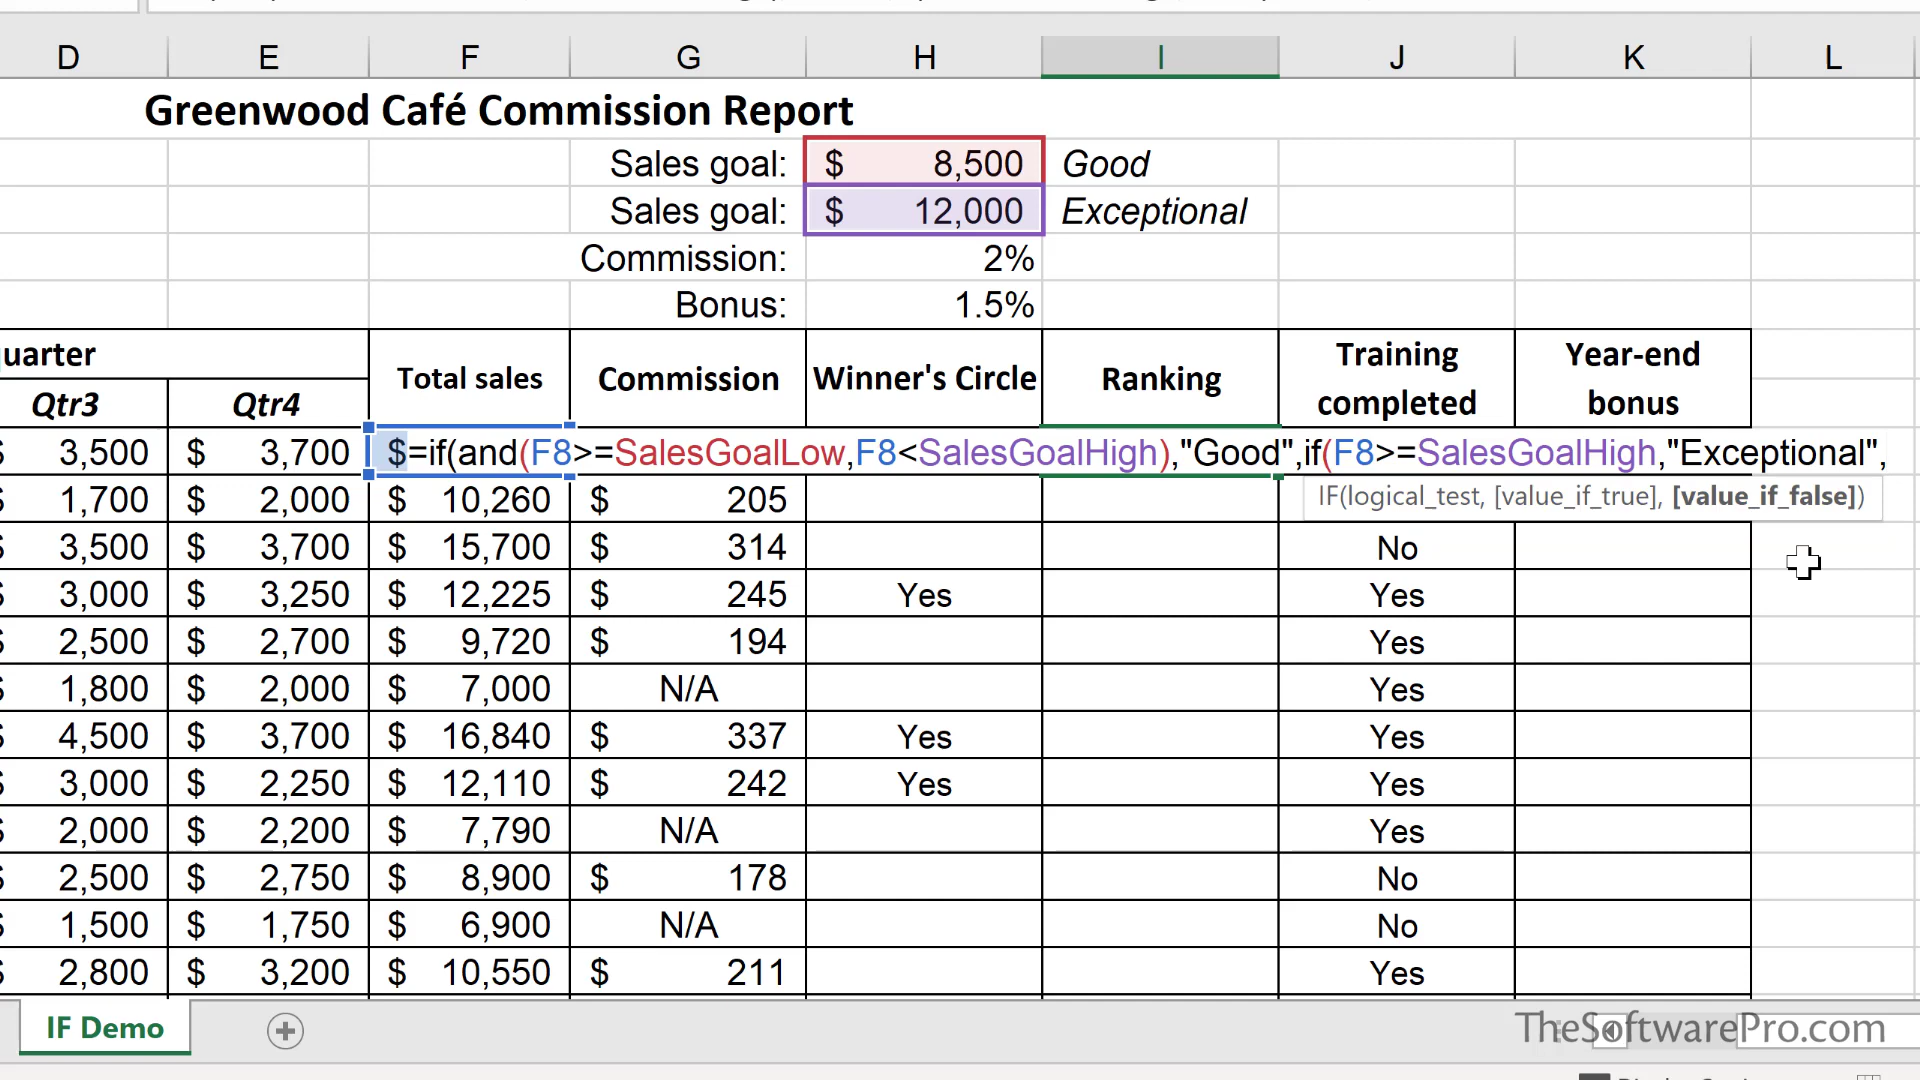 D E F G H I J K L
Greenwood Café Commission Report
Sales goal: $ 8,500 Good
Sales goal: $ 12,000 Exceptional
Commission: 2%
Bonus: 1.5%
uarter Total sales Commission Winner's Circle Ranking Training completed Year-end bonus
Qtr3 Qtr4
3,500 $ 3,700 $=if(and(F8>=SalesGoalLow,F8<SalesGoalHigh),"Good",if(F8>=SalesGoalHigh,"Exceptional",
1,700 $ 2,000 $ 10,260 $ 205 IF(logical_test, [value_if_true], [value_if_false])
3,500 $ 3,700 $ 15,700 $ 314 No
3,000 $ 3,250 $ 12,225 $ 245 Yes Yes
2,500 $ 2,700 $ 9,720 $ 194 Yes
1,800 $ 2,000 $ 7,000 N/A Yes
4,500 $ 3,700 $ 16,840 $ 337 Yes Yes
3,000 $ 2,250 $ 12,110 $ 242 Yes Yes
2,000 $ 2,200 $ 7,790 N/A Yes
2,500 $ 2,750 $ 8,900 $ 178 No
1,500 $ 1,750 $ 6,900 N/A No
2,800 $ 3,200 $ 10,550 $ 211 Yes
IF Demo
TheSoftwarePro.com